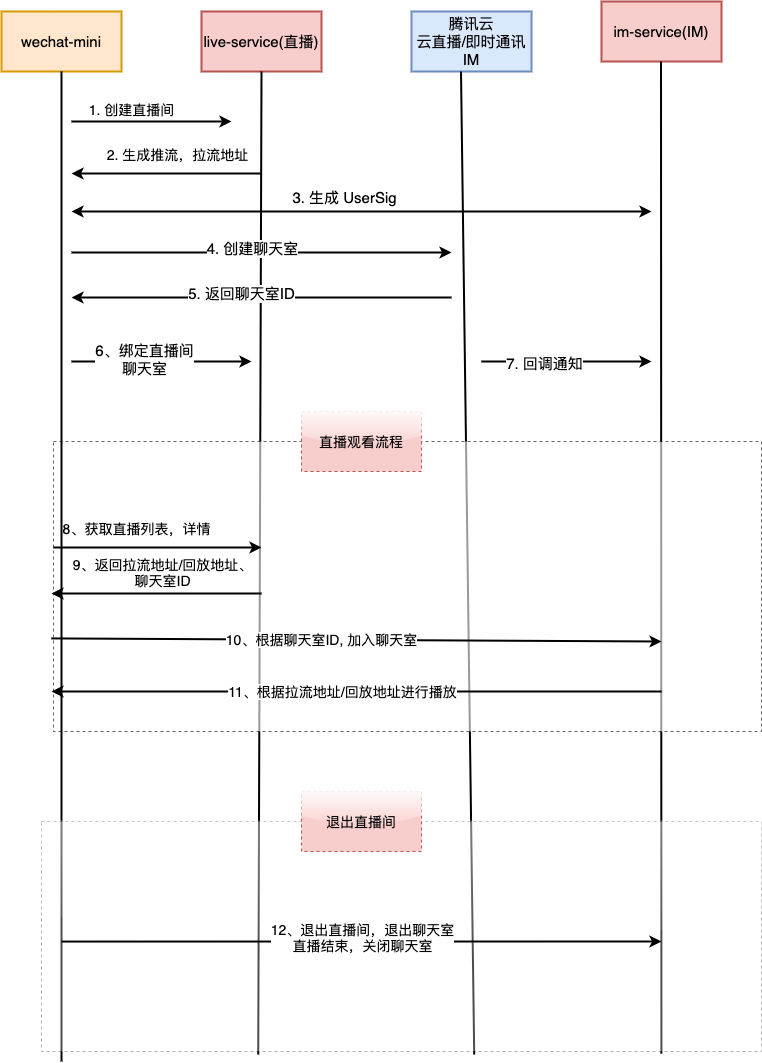 wechat-mini
live-service(直播)
腾讯云
云直播/即时通讯
IM
im-service(IM)
1. 创建直播间
2. 生成推流，拉流地址
3. 生成 UserSig
4. 创建聊天室
5. 返回聊天室ID
6、绑定直播间
聊天室
7. 回调通知
直播观看流程
8、获取直播列表，详情
9、返回拉流地址/回放地址、
聊天室ID
10、根据聊天室ID, 加入聊天室
11、根据拉流地址/回放地址进行播放
退出直播间
12、退出直播间，退出聊天室
直播结束，关闭聊天室